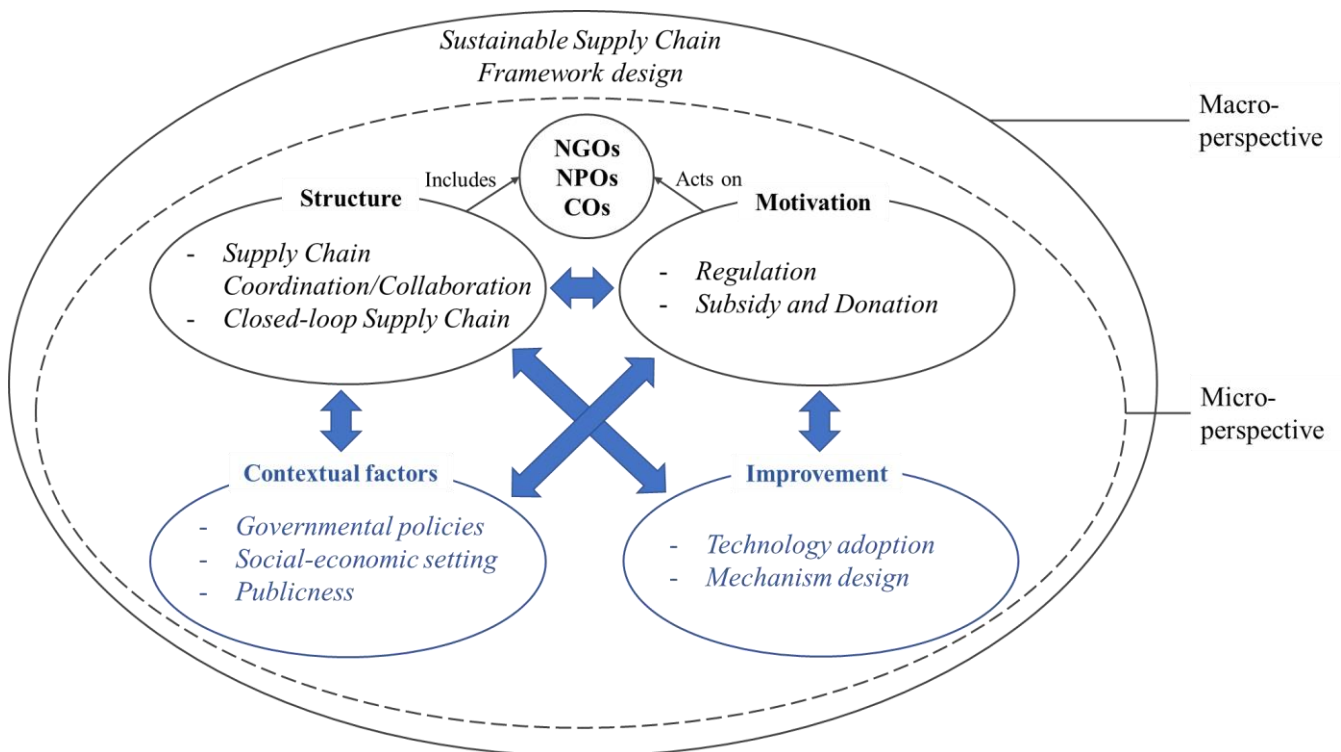 Sustainable Supply Chain
Framework design
Macro-
perspective
NGOs
NPOs
COs
Includes
Acts on
Structure
Motivation
- Supply Chain
Coordination/Collaboration
- Closed-loop Supply Chain
- Regulation
- Subsidy and Donation
Micro-
perspective
Contextual factors
Improvement
- Governmental policies
- Social-economic setting
- Publicness
- Technology adoption
- Mechanism design